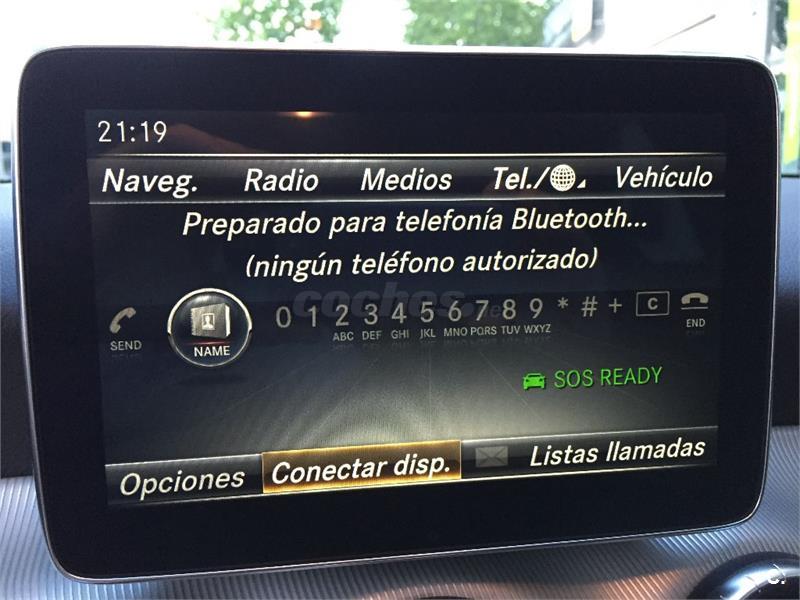 21:19
Naveg. Radio Medios Tel./ Vehículo
Preparado para telefonía Bluetooth...
(ningún teléfono autorizado)
coches.net
0 1 2 3 4 5 6 7 8 9 * # + C
SEND NAME ABC DEF GHI JKL MNO PQRS TUV WXYZ END
SOS READY
Opciones Conectar disp. Listas llamadas
c.